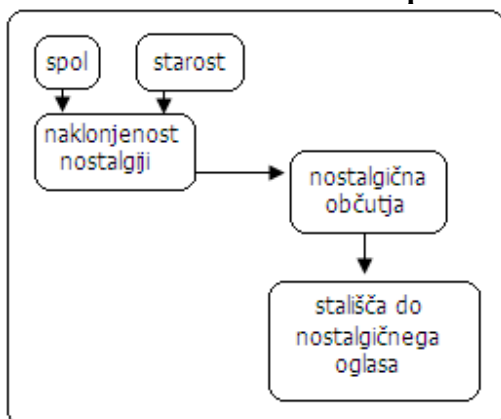 spol
starost
naklonjenost
nostalgiji
nostalgična
občutja
stališča do
nostalgičnega
oglasa